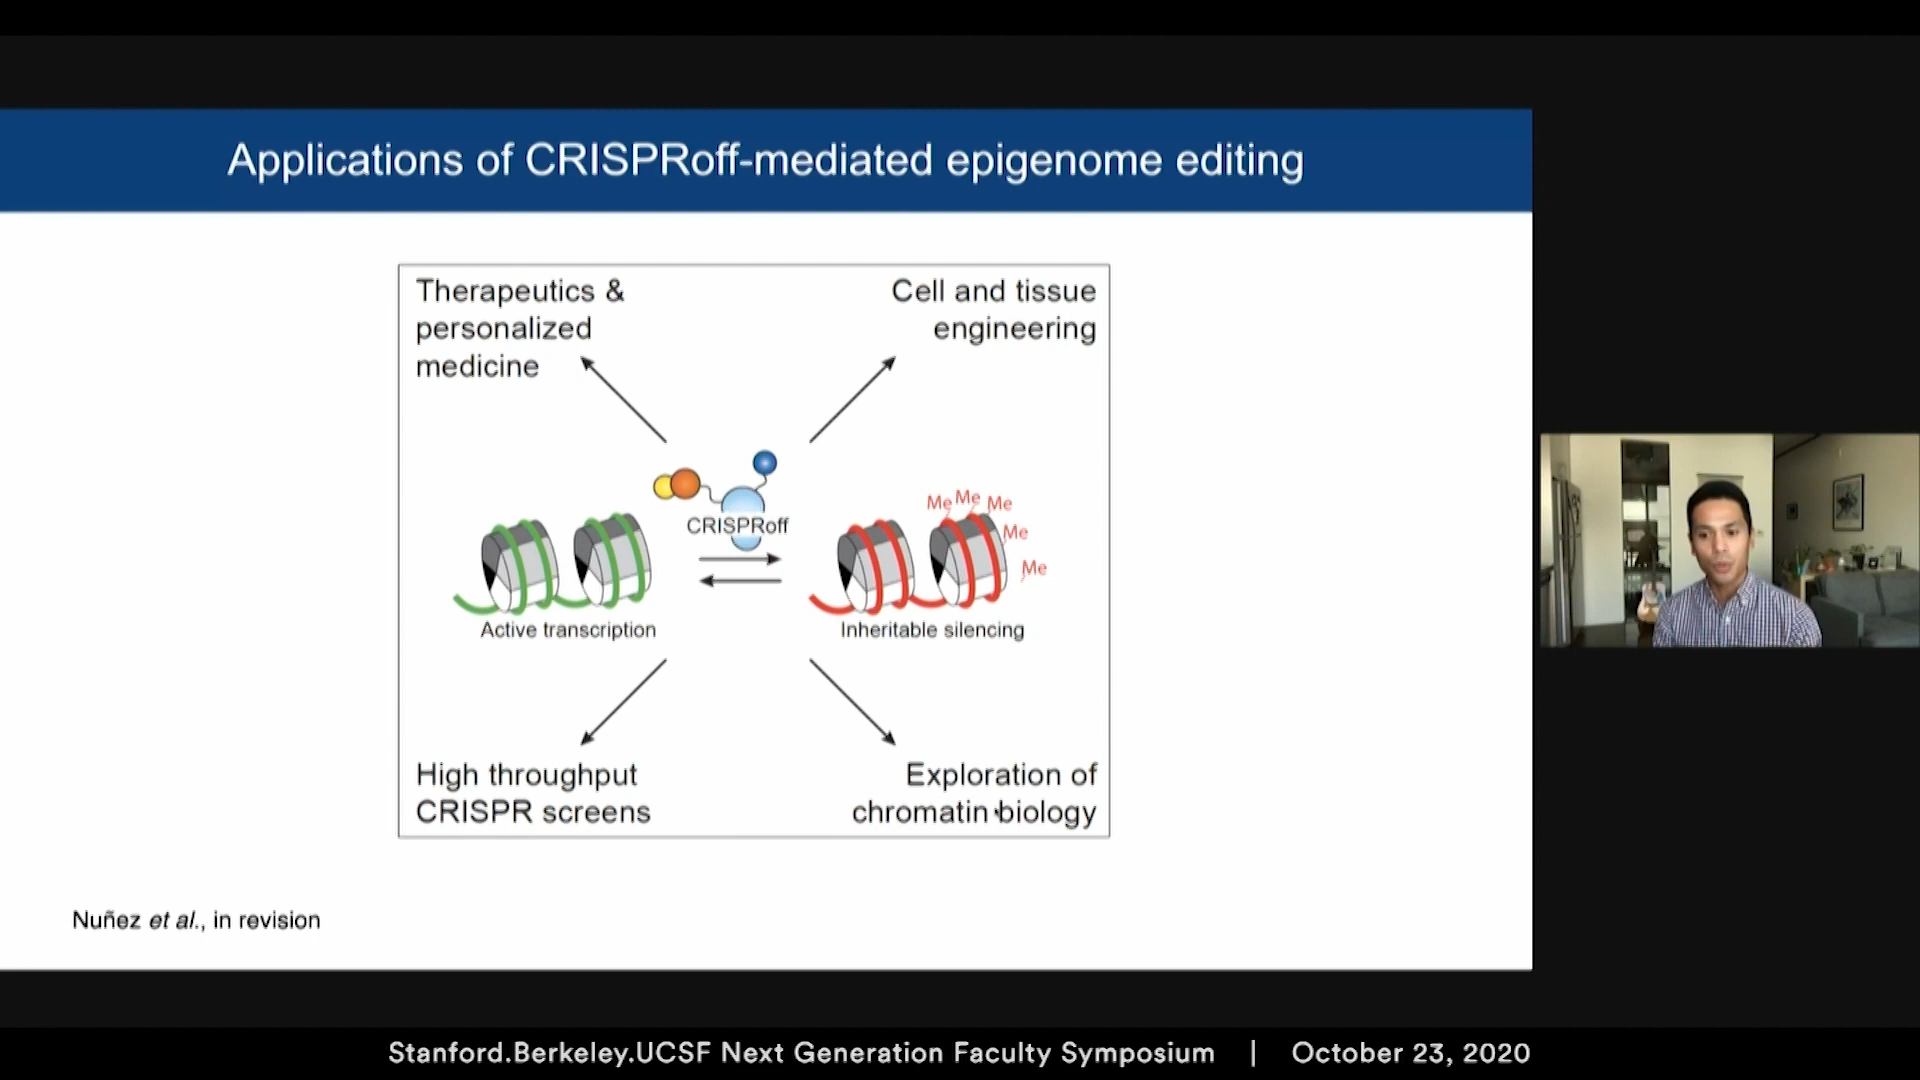 Applications of CRISPRoff-mediated epigenome editing
Therapeutics &
personalized
medicine
Cell and tissue
engineering
CRISPRoff
Me Me Me
Me
Me
Active transcription
Inheritable silencing
High throughput
CRISPR screens
Exploration of
chromatin biology
Nuñez et al., in revision
Stanford.Berkeley.UCSF Next Generation Faculty Symposium | October 23, 2020